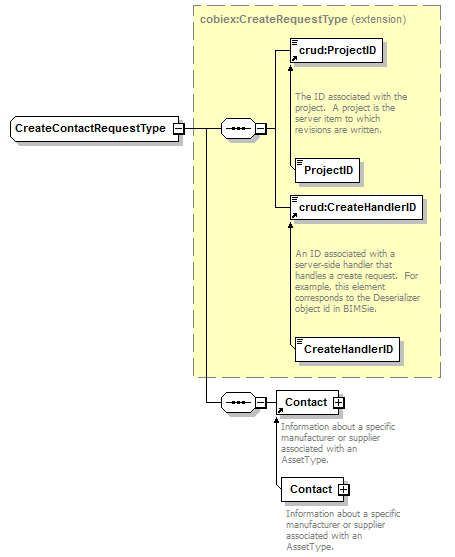 cobiex:CreateRequestType (extension)
crud:ProjectID
The ID associated with the
project.  A project is the
server item to which
revisions are written.
CreateContactRequestType
ProjectID
crud:CreateHandlerID
An ID associated with a
server-side handler that
handles a create request.  For
example, this element
corresponds to the Deserializer
object id in BIMSie.
CreateHandlerID
Contact
Information about a specific
manufacturer or supplier
associated with an
AssetType.
Contact
Information about a specific
manufacturer or supplier
associated with an
AssetType.